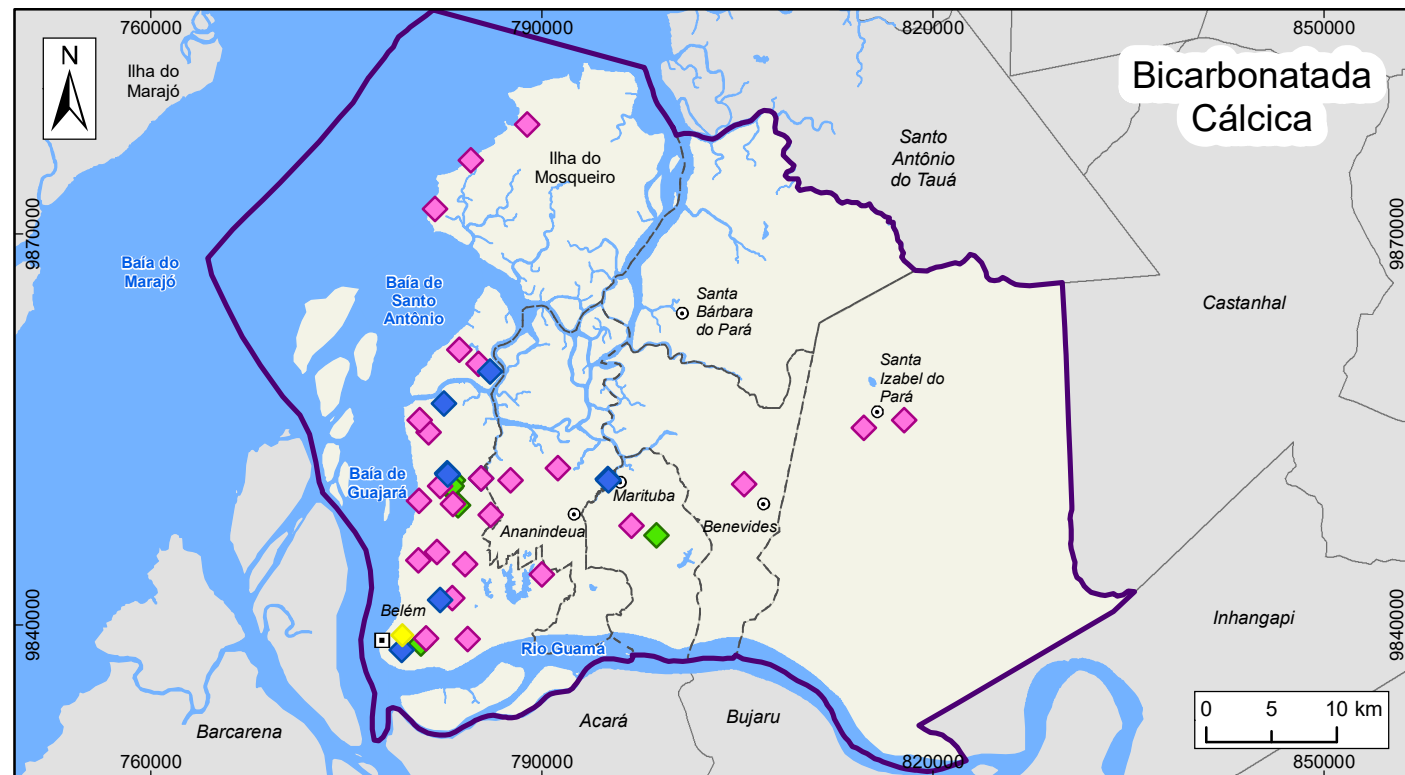 760000
790000
820000
850000
N
Ilha do
Marajó
Bicarbonatada
Cálcica
Santo
Antônio
do Tauá
Ilha do
Mosqueiro
9870000
9870000
Baía do
Marajó
Baía de
Santo
Antônio
Santa
Bárbara
do Pará
Castanhal
Santa
Izabel do
Pará
Baía de
Guajará
Marituba
Ananindeua
Benevides
Belém
9840000
9840000
Inhangapi
Rio Guamá
Acará
Bujaru
Barcarena
0 5 10 km
760000
790000
820000
850000